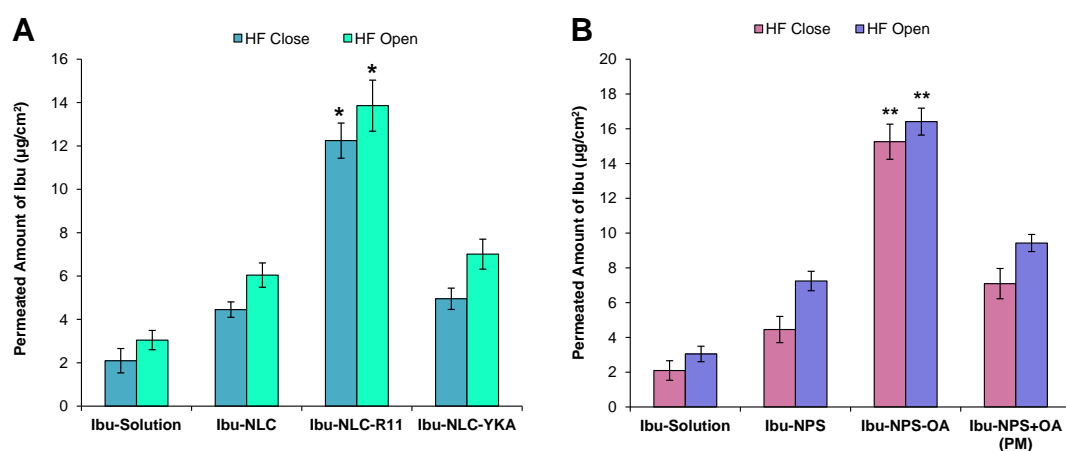 A
HF Close HF Open
Permeated Amount of Ibu (µg/cm²)
16
14
12
10
8
6
4
2
0
* *
Ibu-Solution Ibu-NLC Ibu-NLC-R11 Ibu-NLC-YKA
B
HF Close HF Open
Permeated Amount of Ibu (µg/cm²)
20
18
16
14
12
10
8
6
4
2
0
** **
Ibu-Solution Ibu-NPS Ibu-NPS-OA Ibu-NPS+OA
(PM)